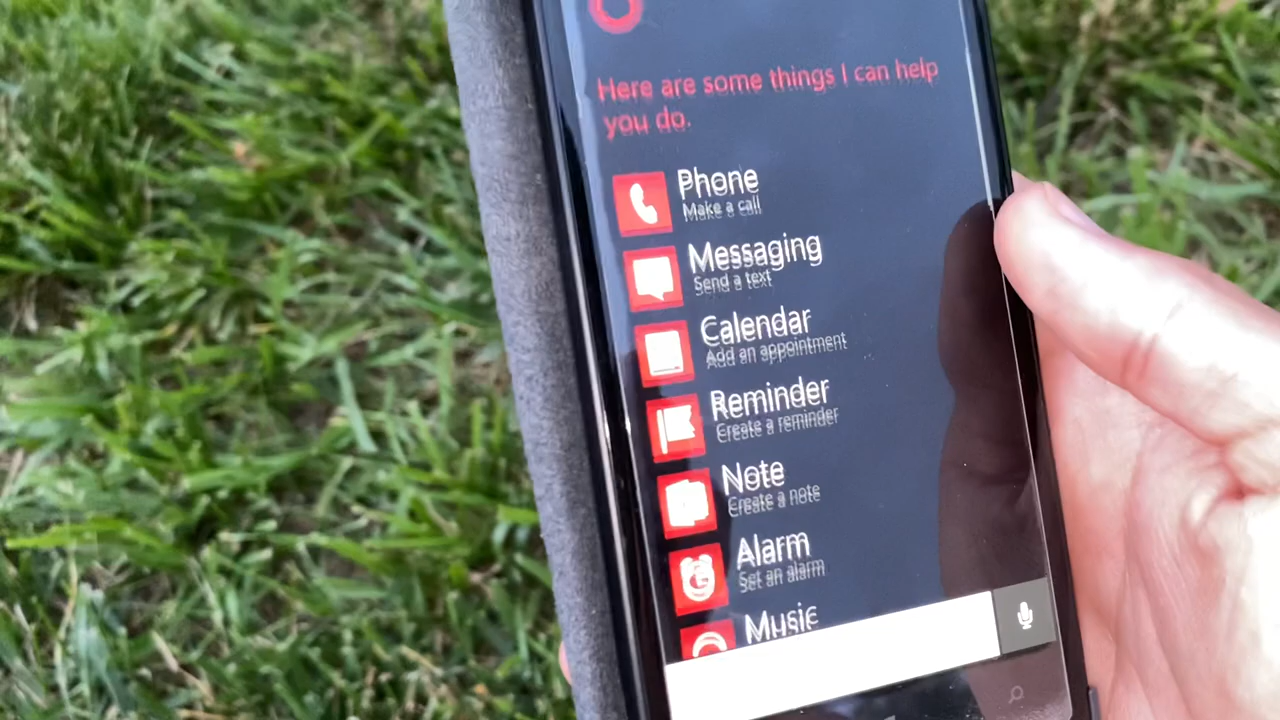 Here are some things I can help
you do.
Phone
Make a call
Messaging
Send a text
Calendar
Add an appointment
Reminder
Create a reminder
Note
Create a note
Alarm
Set an alarm
Music